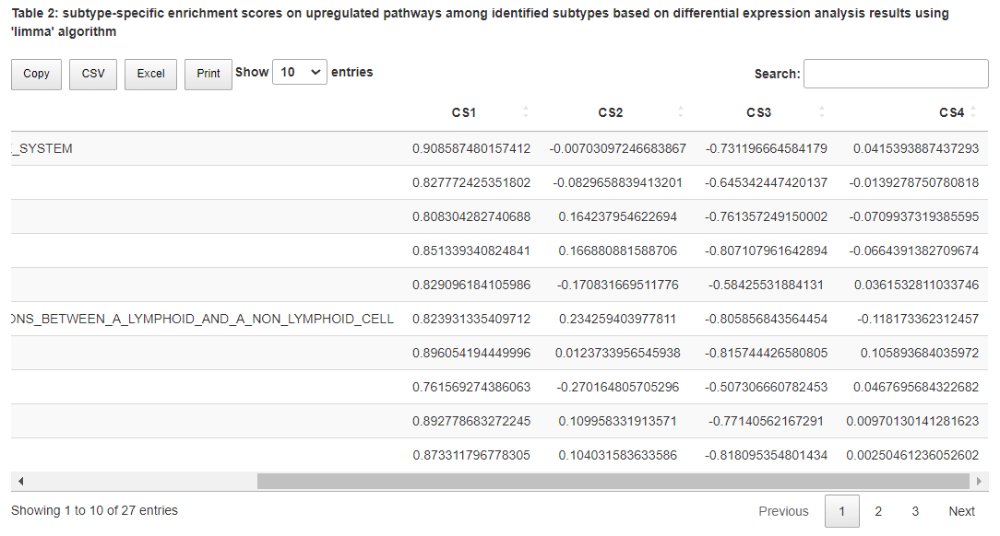 Table 2: subtype-specific enrichment scores on upregulated pathways among identified subtypes based on differential expression analysis results using
'limma' algorithm
Copy CSV Excel Print Show 10 entries Search:
CS1 CS2 CS3 CS4
_SYSTEM 0.908587480157412 -0.00703097246683867 -0.731196664584179 0.0415393887437293
0.827772425351802 -0.0829658839413201 -0.645342447420137 -0.0139278750780818
0.808304282740688 0.164237954622694 -0.761357249150002 -0.0709937319385595
0.851339340824841 0.166880881588706 -0.807107961642894 -0.0664391382709674
0.829096184105986 -0.170831669511776 -0.58425531884131 0.0361532811033746
ONS_BETWEEN_A_LYMPHOID_AND_A_NON_LYMPHOID_CELL 0.823931335409712 0.234259403977811 -0.805856843564454 -0.118173362312457
0.896054194449996 0.0123733956545938 -0.815744426580805 0.105893684035972
0.761569274386063 -0.270164805705296 -0.507306660782453 0.0467695684322682
0.892778683272245 0.109958331913571 -0.77140562167291 0.00970130141281623
0.873311796778305 0.104031583633586 -0.818095354801434 0.00250461236052602
Showing 1 to 10 of 27 entries Previous 1 2 3 Next